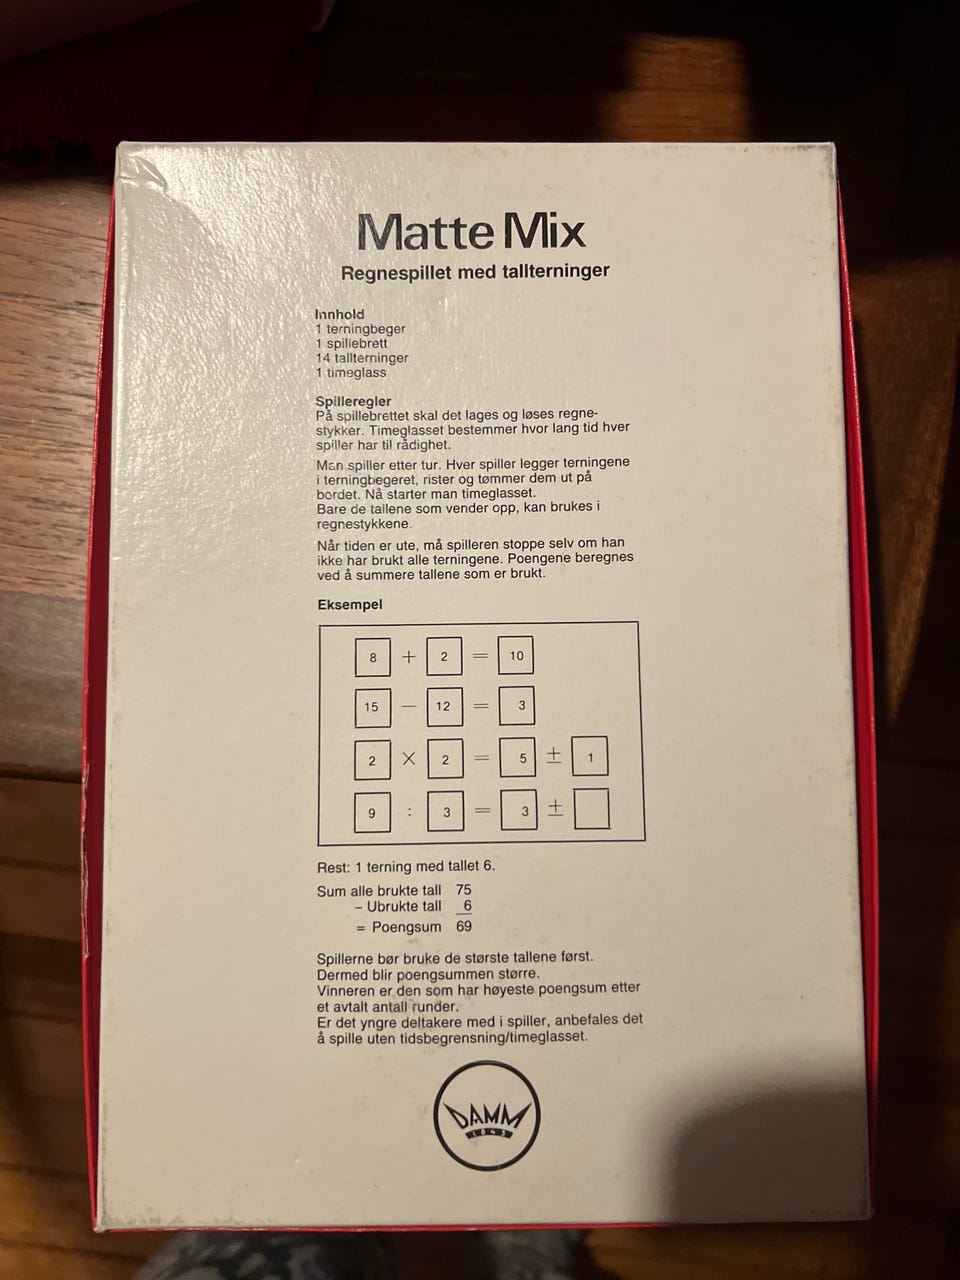 Matte Mix
Regnespillet med tallterninger
Innhold
1 terningbeger
1 spillebrett
14 tallterninger
1 timeglass
Spilleregler
På spillebrettet skal det lages og løses regne-
stykker. Timeglasset bestemmer hvor lang tid hver
spiller har til rådighet.
Man spiller etter tur. Hver spiller legger terningene
i terningbegeret, rister og tømmer dem ut på
bordet. Nå starter man timeglasset.
Bare de tallene som vender opp, kan brukes i
regnestykkene.
Når tiden er ute, må spilleren stoppe selv om han
ikke har brukt alle terningene. Poengene beregnes
ved å summere tallene som er brukt.
Eksempel
8 + 2 = 10
15 – 12 = 3
2 × 2 = 5 ± 1
9 : 3 = 3 ±
Rest: 1 terning med tallet 6.
Sum alle brukte tall 75
– Ubrukte tall 6
= Poengsum 69
Spillerne bør bruke de største tallene først.
Dermed blir poengsummen større.
Vinneren er den som har høyeste poengsum etter
et avtalt antall runder.
Er det yngre deltakere med i spiller, anbefales det
å spille uten tidsbegrensning/timeglasset.
DAMM
1843